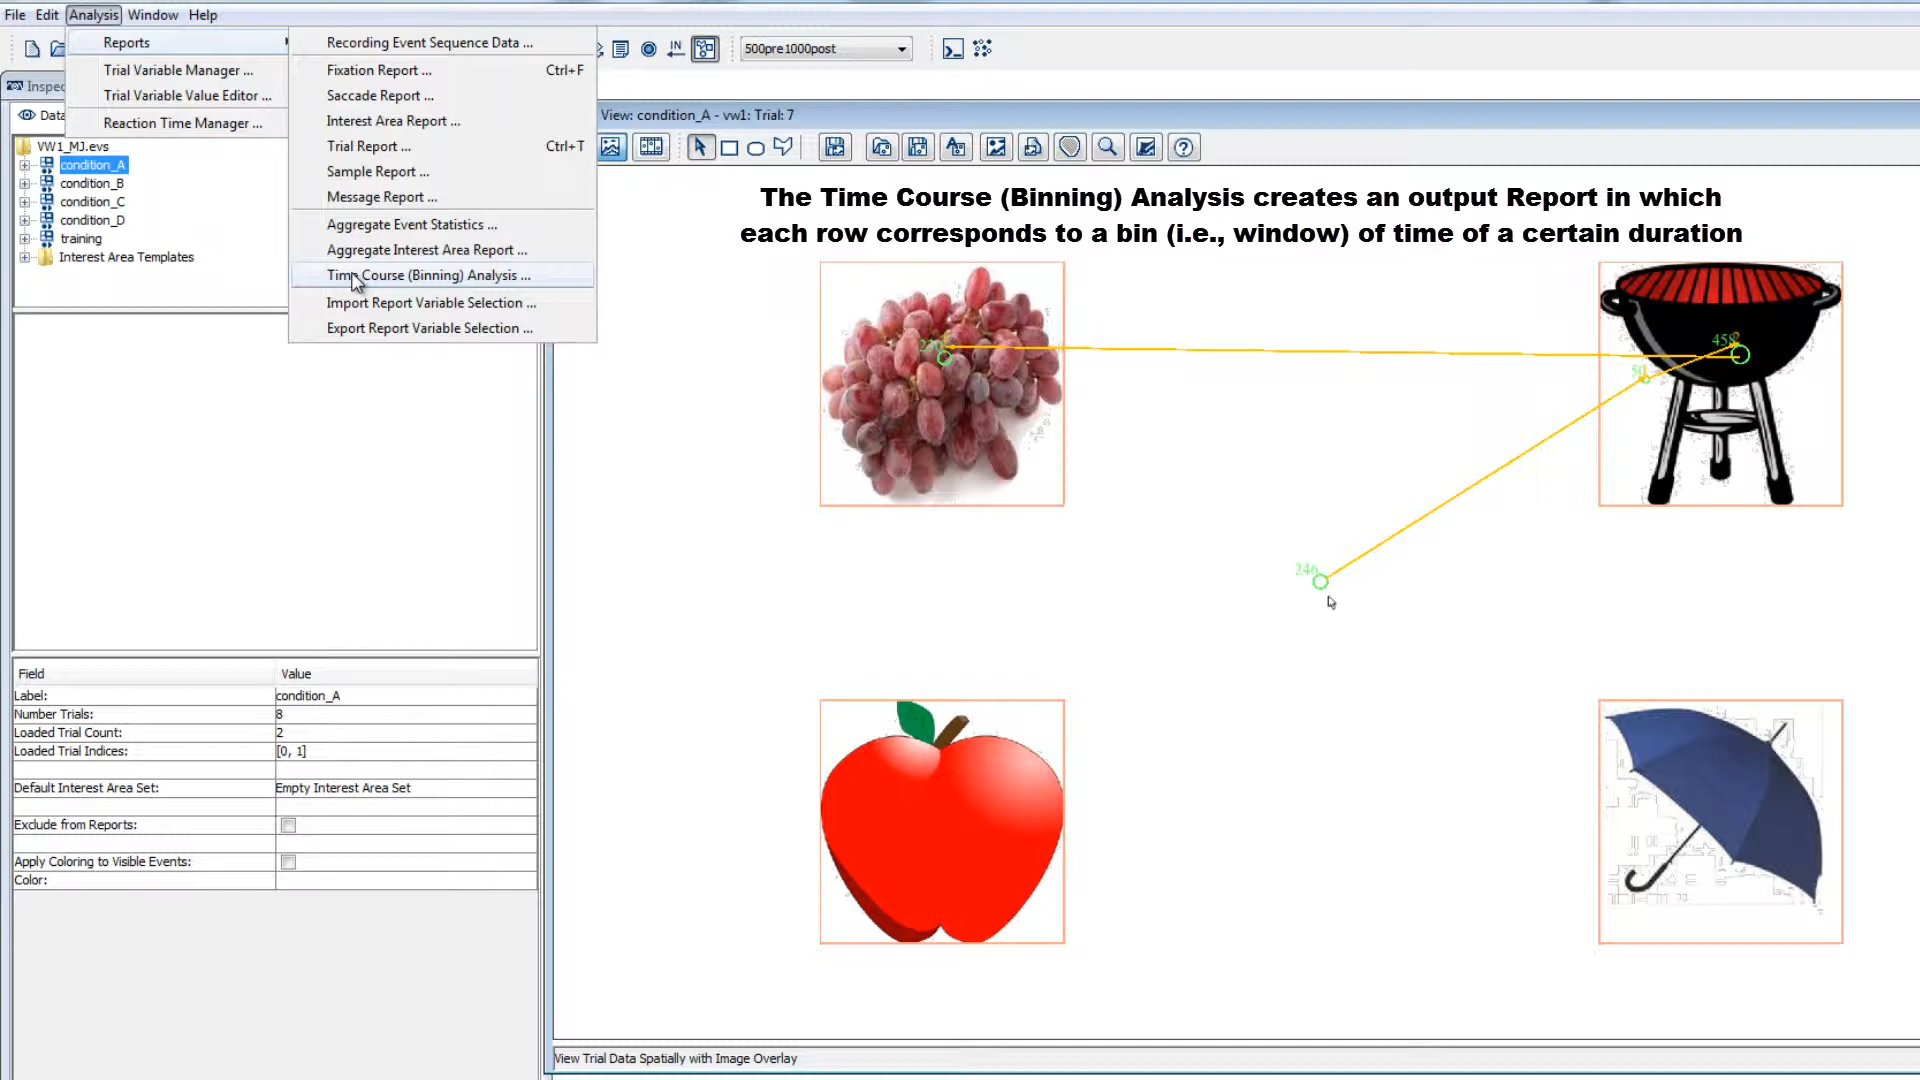 File Edit Analysis Window Help
Reports
Trial Variable Manager ...
Trial Variable Value Editor ...
Reaction Time Manager ...
Recording Event Sequence Data ...
Fixation Report ... Ctrl+F
Saccade Report ...
Interest Area Report ...
Trial Report ... Ctrl+T
Sample Report ...
Message Report ...
Aggregate Event Statistics ...
Aggregate Interest Area Report ...
Time Course (Binning) Analysis ...
Import Report Variable Selection ...
Export Report Variable Selection ...
IN
500pre1000post
Inspec
Data
VW1_MJ.evs
condition_A
condition_B
condition_C
condition_D
training
Interest Area Templates
Field Value
Label: condition_A
Number Trials: 8
Loaded Trial Count: 2
Loaded Trial Indices: [0, 1]
Default Interest Area Set: Empty Interest Area Set
Exclude from Reports:
Apply Coloring to Visible Events:
Color:
View: condition_A - vw1: Trial: 7
The Time Course (Binning) Analysis creates an output Report in which
each row corresponds to a bin (i.e., window) of time of a certain duration
458
246
View Trial Data Spatially with Image Overlay